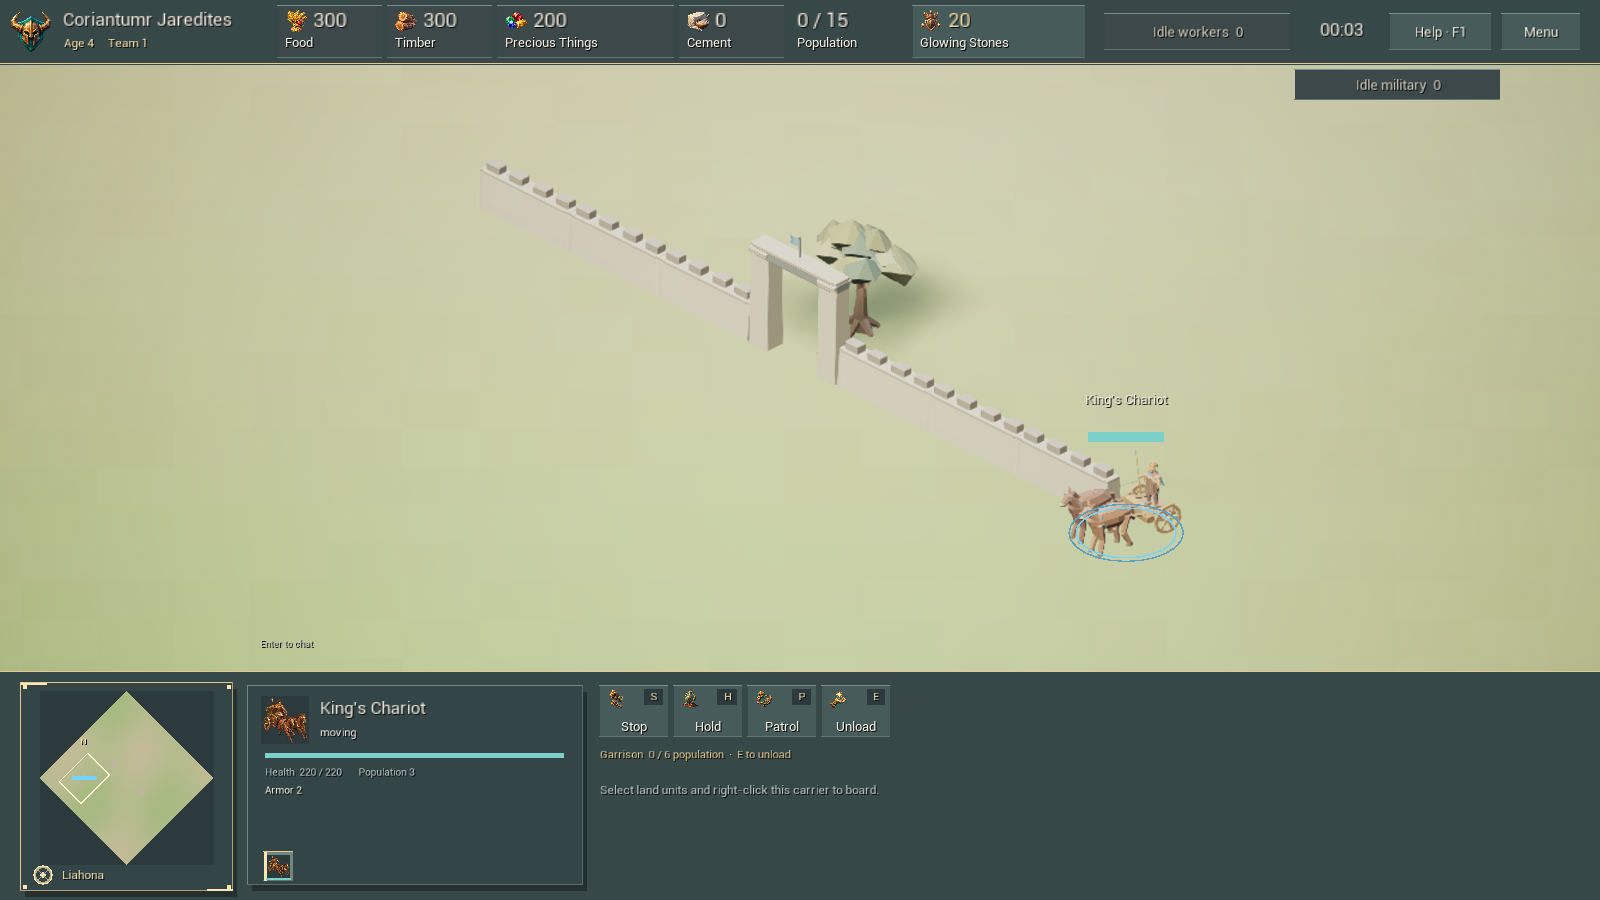 Coriantumr Jaredites
Age 4 Team 1
300
Food
300
Timber
200
Precious Things
0
Cement
0 / 15
Population
20
Glowing Stones
Idle workers 0
00:03
Help · F1
Menu
Idle military 0
King's Chariot
Enter to chat
N
Liahona
King's Chariot
moving
Health 220 / 220 Population 3
Armor 2
S
Stop
H
Hold
P
Patrol
E
Unload
Garrison 0 / 6 population · E to unload
Select land units and right-click this carrier to board.